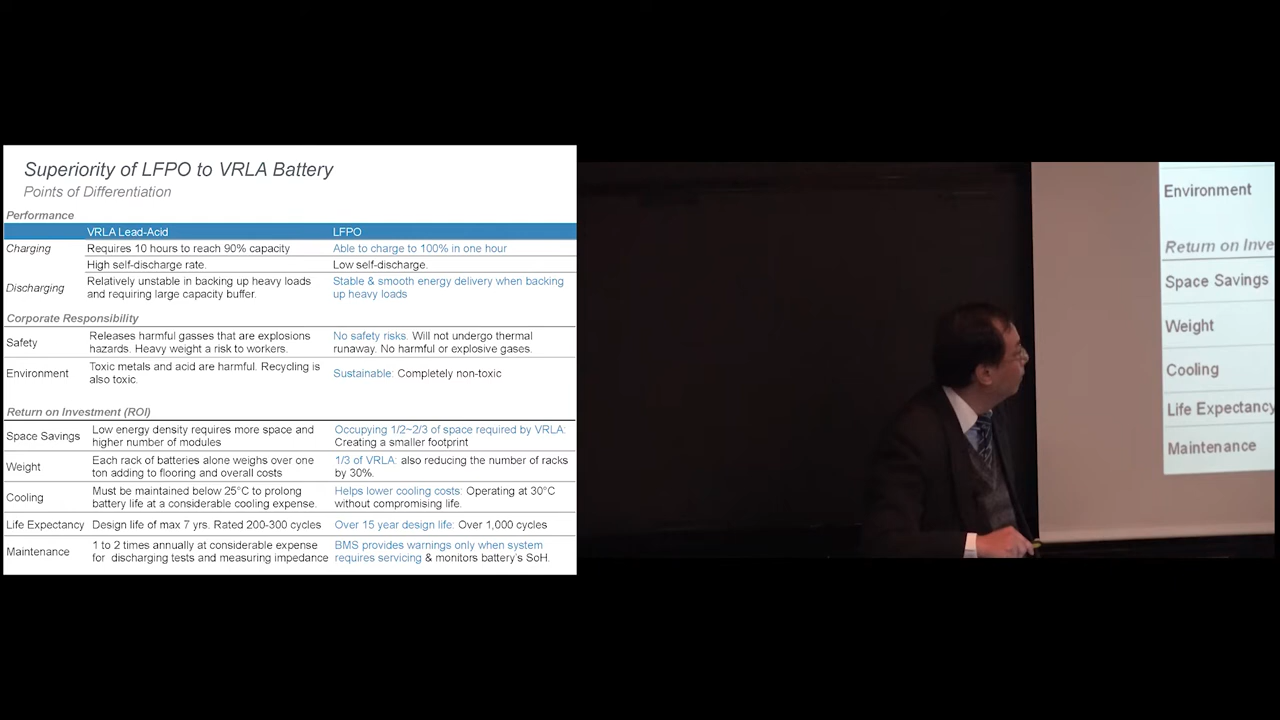 Superiority of LFPO to VRLA Battery
Points of Differentiation
Performance
VRLA Lead-Acid LFPO
Charging Requires 10 hours to reach 90% capacity Able to charge to 100% in one hour
High self-discharge rate. Low self-discharge.
Discharging Relatively unstable in backing up heavy loads Stable & smooth energy delivery when backing
and requiring large capacity buffer. up heavy loads
Corporate Responsibility
Safety Releases harmful gasses that are explosions No safety risks. Will not undergo thermal
hazards. Heavy weight a risk to workers. runaway. No harmful or explosive gases.
Environment Toxic metals and acid are harmful. Recycling is Sustainable: Completely non-toxic
also toxic.
Return on Investment (ROI)
Space Savings Low energy density requires more space and Occupying 1/2~2/3 of space required by VRLA:
higher number of modules Creating a smaller footprint
Weight Each rack of batteries alone weighs over one 1/3 of VRLA: also reducing the number of racks
ton adding to flooring and overall costs by 30%.
Cooling Must be maintained below 25°C to prolong Helps lower cooling costs: Operating at 30°C
battery life at a considerable cooling expense. without compromising life.
Life Expectancy Design life of max 7 yrs. Rated 200-300 cycles Over 15 year design life: Over 1,000 cycles
Maintenance 1 to 2 times annually at considerable expense BMS provides warnings only when system
for discharging tests and measuring impedance requires servicing & monitors battery's SoH.
Environment
Return on Inve
Space Savings
Weight
Cooling
Life Expectancy
Maintenance